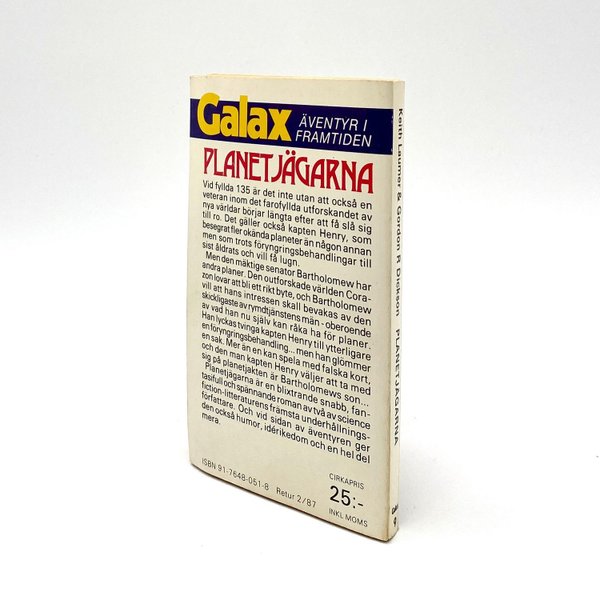 Galax ÄVENTYR I
FRAMTIDEN
PLANETJÄGARNA
Vid fyllda 135 är det inte utan att också en
veteran inom det farofyllda utforskandet av
nya världar börjar längta efter att få slå sig
till ro. Det gäller också kapten Henry, som
besegrat fler okända planeter än någon annan
men som trots föryngringsbehandlingar till
sist åldrats och vill få lugn.
Men den mäktige senator Bartholomew har
andra planer. Den outforskade världen Cora-
zon lovar att bli ett rikt byte, och Bartholomew
vill att hans intressen skall bevakas av den
skickligaste av rymdtjänstens män - oberoende
av vad han nu själv kan råka ha för planer.
Han lyckas tvinga kapten Henry till ytterligare
en föryngringsbehandling... men han glömmer
en sak. Mer än en kan spela med falska kort,
och den man kapten Henry väljer att ta med
sig på planetjakten är Bartholomews son...
Planetjägarna är en blixtrande snabb, fan-
tasifull och spännande roman av två av science
fiction-litteraturens främsta underhållnings-
författare. Och vid sidan av äventyren ger
den också humor, idérikedom och en hel del
mera.
ISBN 91-7648-051-8 Retur 2/87
CIRKAPRIS
25:-
INKL MOMS
Keith Laumer & Gordon R Dickson PLANETJÄGARNA